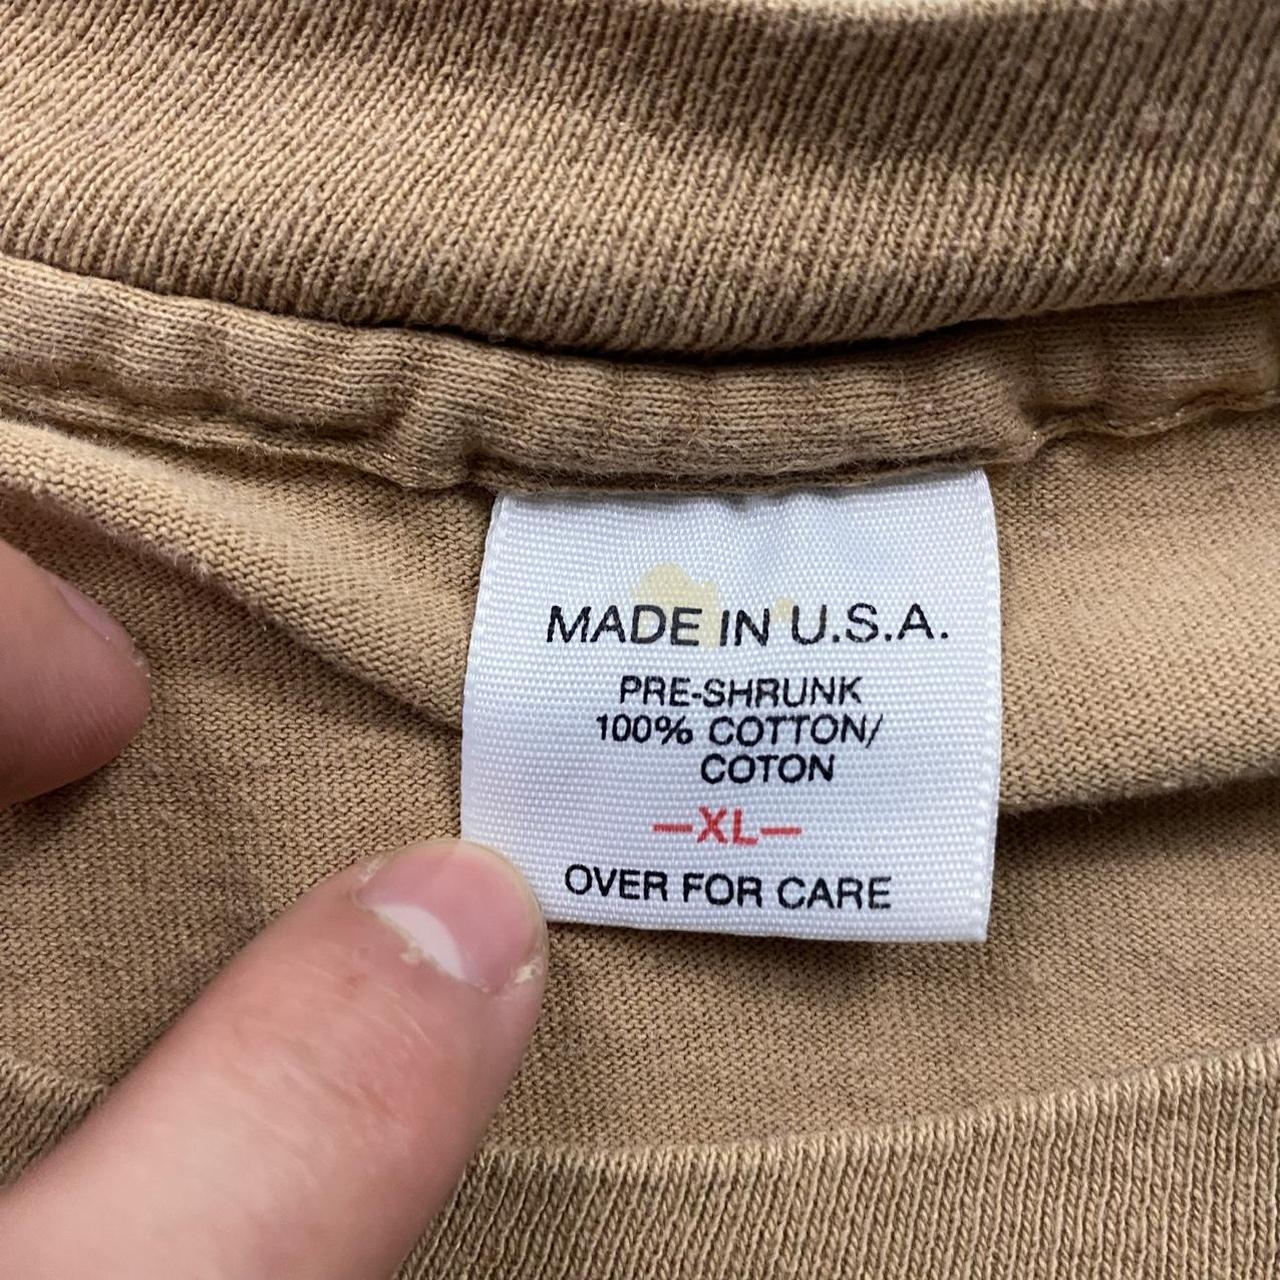 MADE IN U.S.A.
PRE-SHRUNK
100% COTTON/
COTON
—XL—
OVER FOR CARE